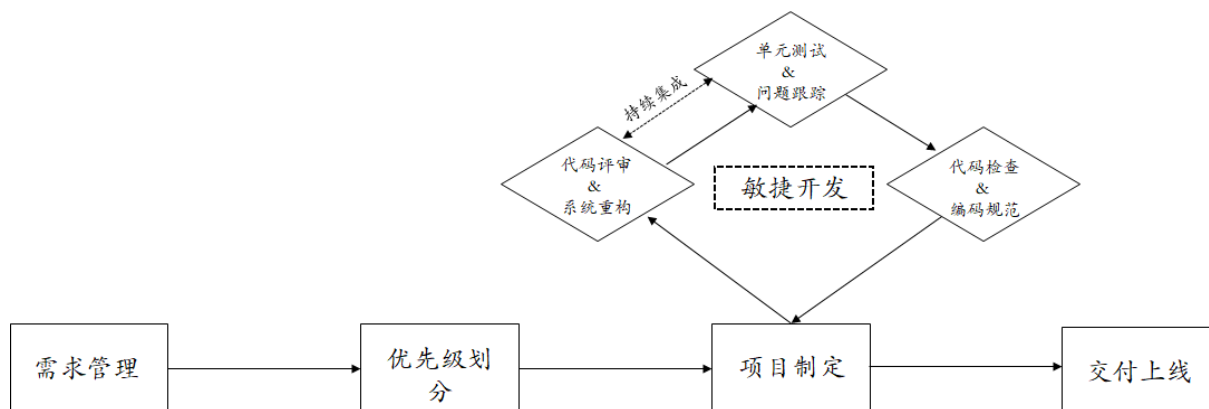 单元测试
&
问题跟踪
持续集成
代码评审
&
系统重构
敏捷开发
代码检查
&
编码规范
需求管理
优先级划
分
项目制定
交付上线